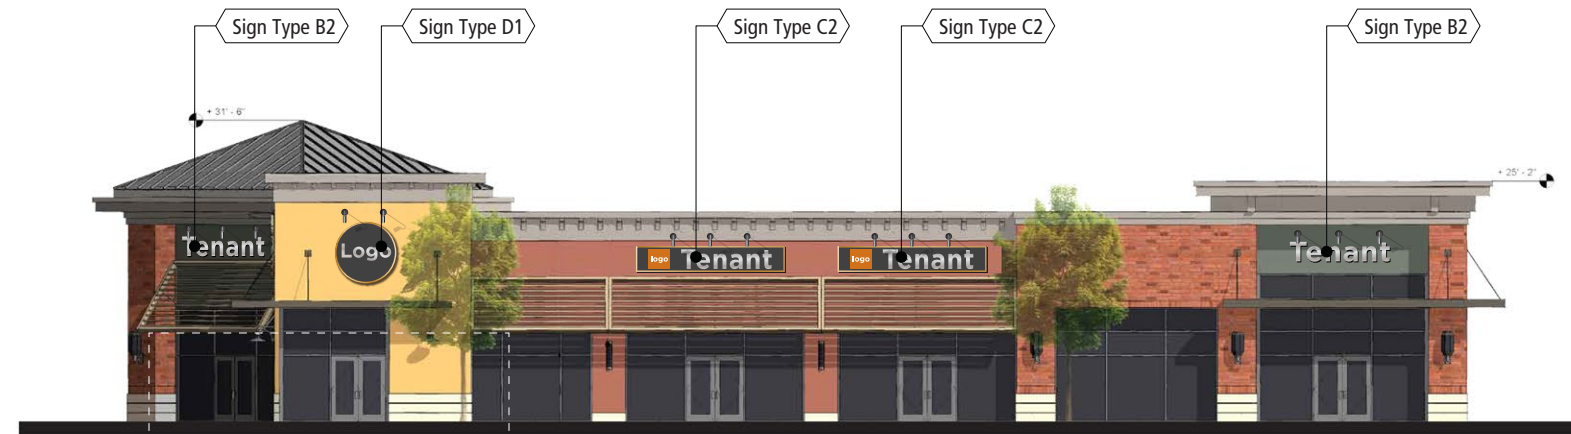 Sign Type B2
Sign Type D1
Sign Type C2
Sign Type C2
Sign Type B2
+ 31' - 6"
+ 25' - 2"
Tenant
Logo
logo Tenant
logo Tenant
Tenant